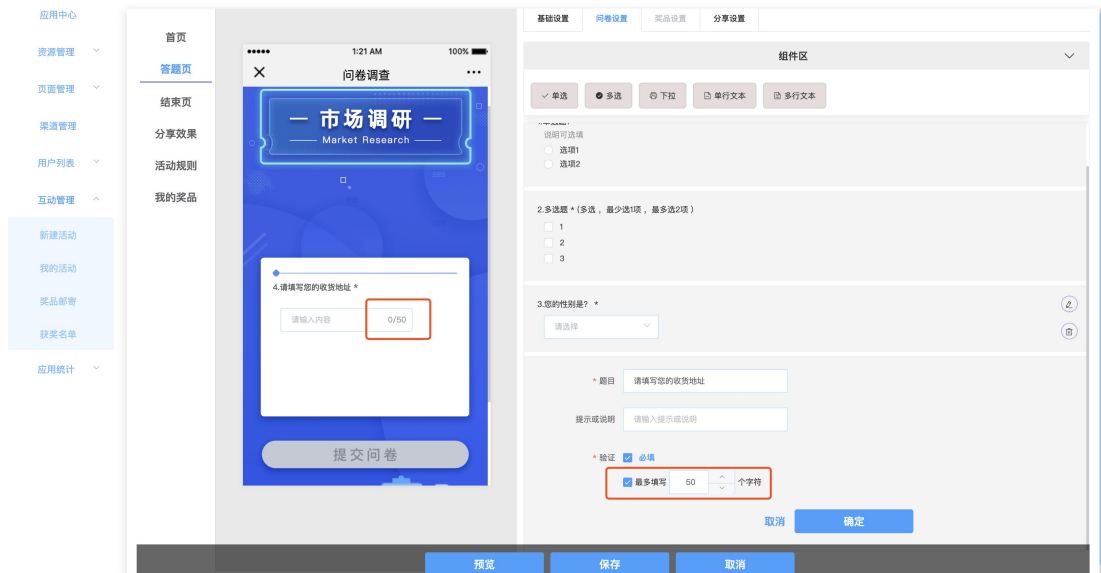 应用中心
资源管理
页面管理
渠道管理
用户列表
互动管理
新建活动
我的活动
奖品邮寄
获奖名单
应用统计
首页
答题页
结束页
分享效果
活动规则
我的奖品
1:21 AM 100%
问卷调查
市场调研
Market Research
4.请填写您的收货地址 *
请输入内容 0/50
提交问卷
基础设置 问卷设置 奖品设置 分享设置
组件区
单选 多选 下拉 单行文本 多行文本
说明可选填
选项1
选项2
2.多选题 * (多选 , 最少选1项 , 最多选2项 )
1
2
3
3.您的性别是? *
请选择
* 题目 请填写您的收货地址
提示或说明 请输入提示或说明
* 验证 必填
最多填写 50 个字符
取消 确定
预览 保存 取消